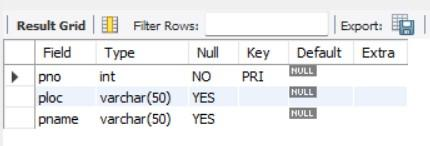 Result Grid Filter Rows: Export:
Field Type Null Key Default Extra
pno int NO PRI NULL
ploc varchar(50) YES NULL
pname varchar(50) YES NULL